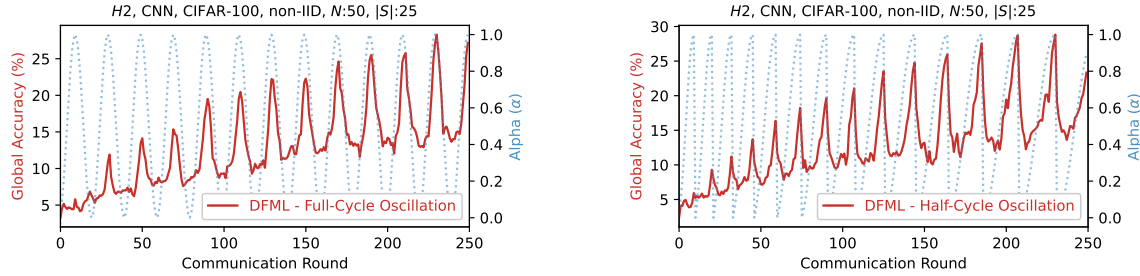 H2, CNN, CIFAR-100, non-IID, N:50, |S|:25
Global Accuracy (%)
25
20
15
10
5
1.0
0.8
0.6
0.4
0.2
0.0
Alpha (α)
DFML - Full-Cycle Oscillation
0 50 100 150 200 250
Communication Round
H2, CNN, CIFAR-100, non-IID, N:50, |S|:25
Global Accuracy (%)
30
25
20
15
10
5
1.0
0.8
0.6
0.4
0.2
0.0
Alpha (α)
DFML - Half-Cycle Oscillation
0 50 100 150 200 250
Communication Round